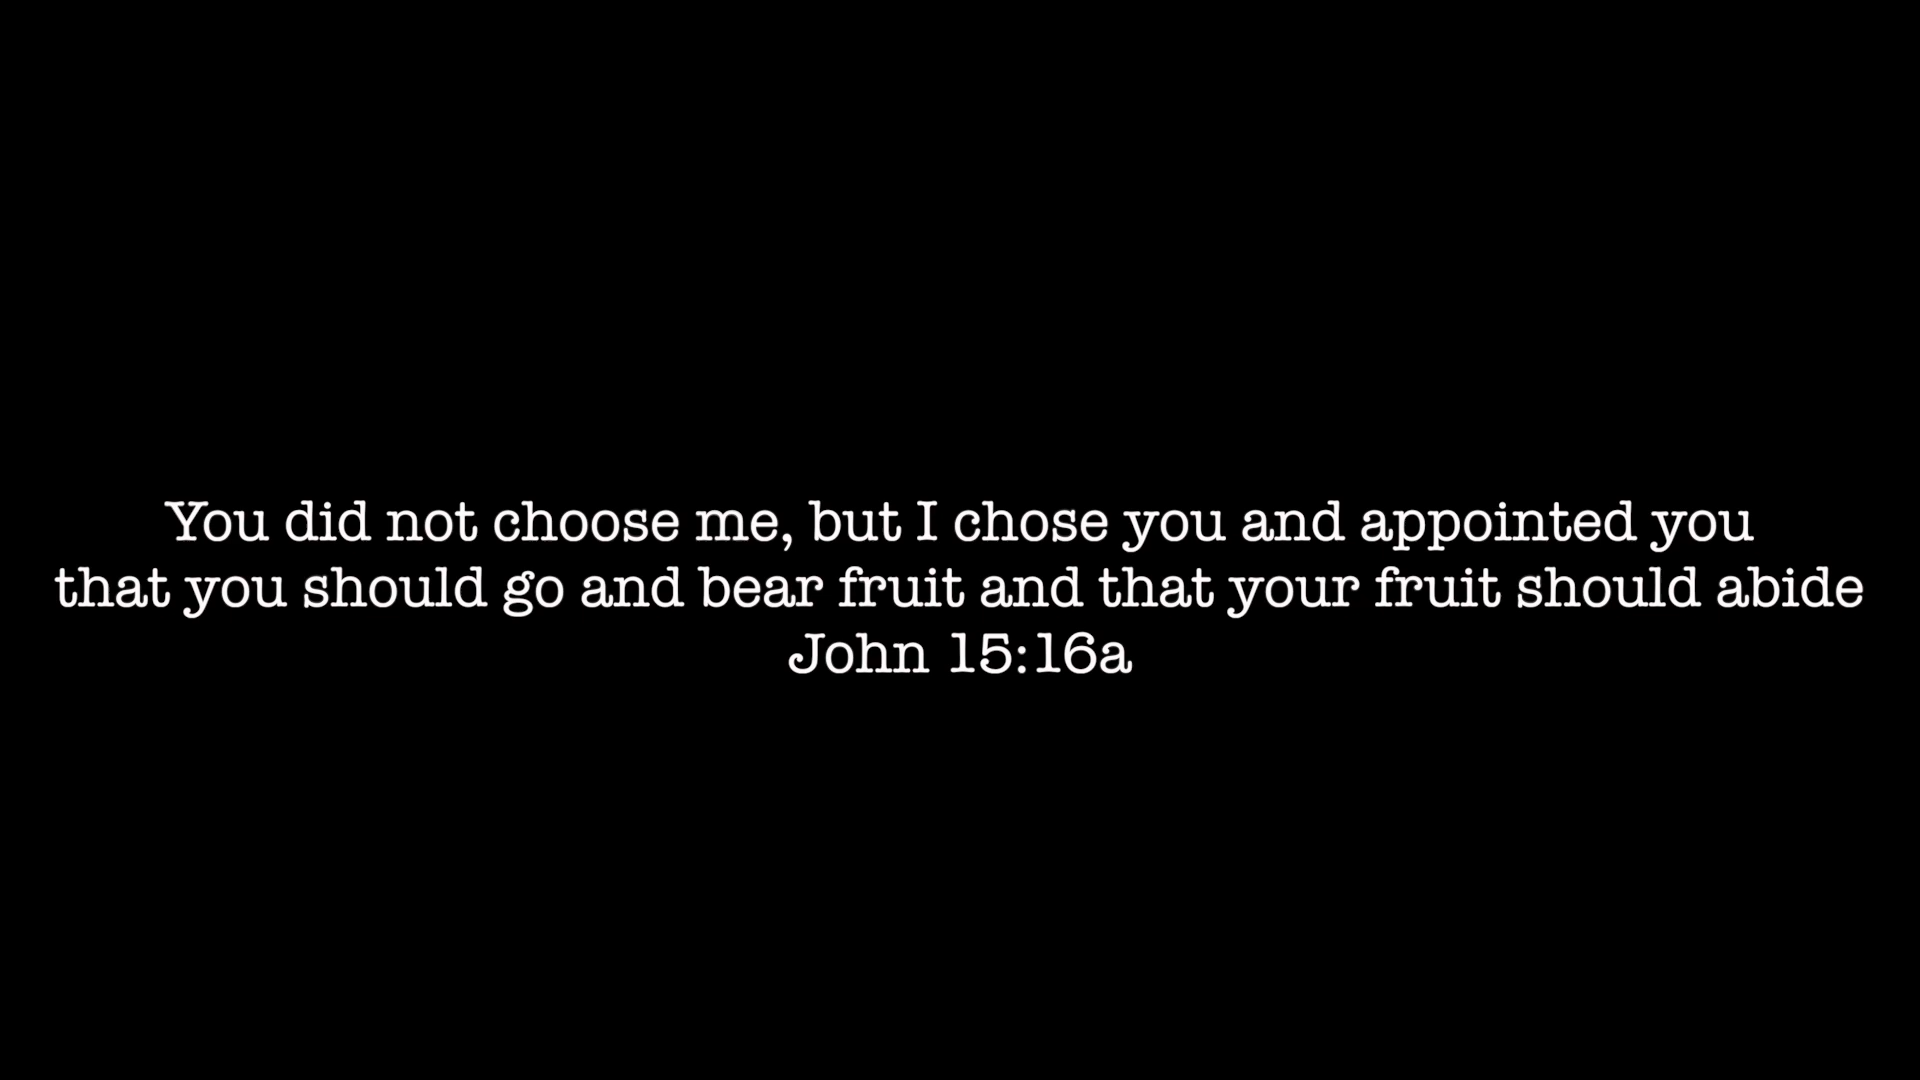 You did not choose me, but I chose you and appointed you
that you should go and bear fruit and that your fruit should abide
John 15:16a